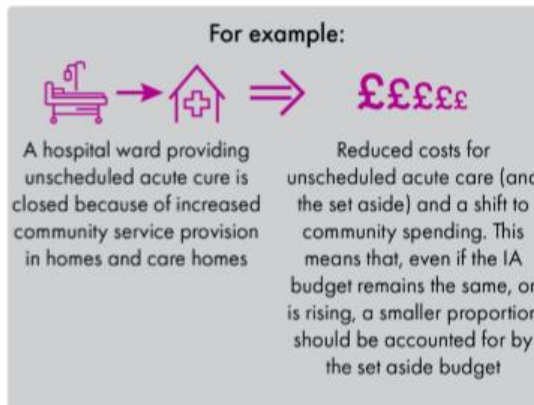 For example:
£££££
A hospital ward providing
unscheduled acute cure is
closed because of increased
community service provision
in homes and care homes
Reduced costs for
unscheduled acute care (and
the set aside) and a shift to
community spending. This
means that, even if the IA
budget remains the same, or
is rising, a smaller proportion
should be accounted for by
the set aside budget